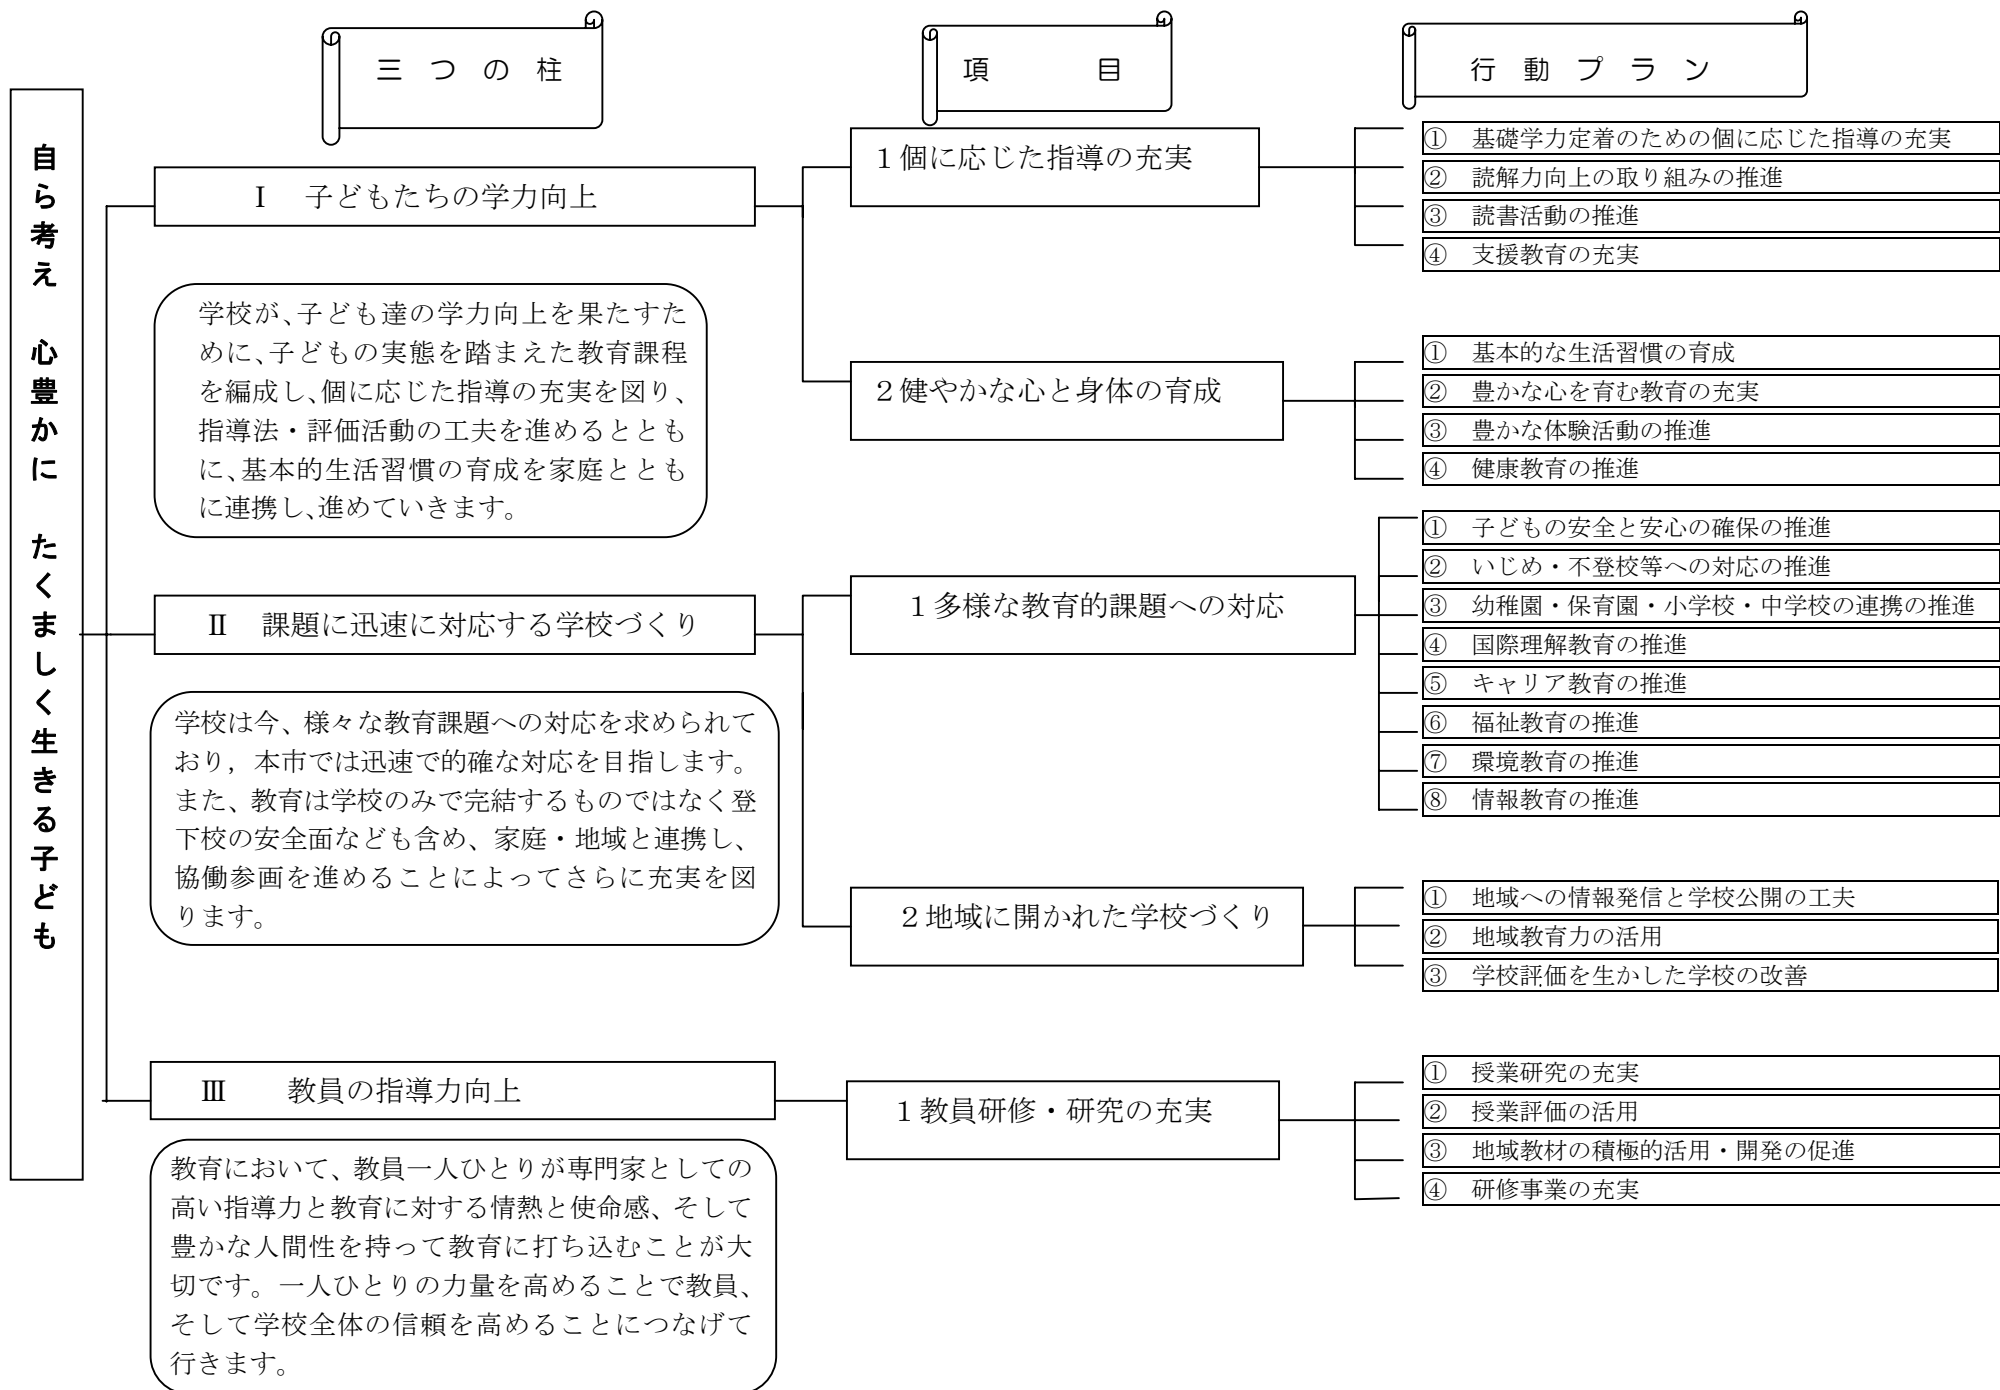 三つの柱
項　目
行動プラン
自ら考え　心豊かに　たくましく生きる子ども
Ⅰ　子どもたちの学力向上
学校が、子ども達の学力向上を果たすた
めに、子どもの実態を踏まえた教育課程
を編成し、個に応じた指導の充実を図り、
指導法・評価活動の工夫を進めるととも
に、基本的生活習慣の育成を家庭ととも
に連携し、進めていきます。
１個に応じた指導の充実
①　基礎学力定着のための個に応じた指導の充実
②　読解力向上の取り組みの推進
③　読書活動の推進
④　支援教育の充実
２健やかな心と身体の育成
①　基本的な生活習慣の育成
②　豊かな心を育む教育の充実
③　豊かな体験活動の推進
④　健康教育の推進
Ⅱ　課題に迅速に対応する学校づくり
学校は今、様々な教育課題への対応を求められて
おり，本市では迅速で的確な対応を目指します。
また、教育は学校のみで完結するものではなく登
下校の安全面なども含め、家庭・地域と連携し、
協働参画を進めることによってさらに充実を図
ります。
１多様な教育的課題への対応
①　子どもの安全と安心の確保の推進
②　いじめ・不登校等への対応の推進
③　幼稚園・保育園・小学校・中学校の連携の推進
④　国際理解教育の推進
⑤　キャリア教育の推進
⑥　福祉教育の推進
⑦　環境教育の推進
⑧　情報教育の推進
２地域に開かれた学校づくり
①　地域への情報発信と学校公開の工夫
②　地域教育力の活用
③　学校評価を生かした学校の改善
Ⅲ　教員の指導力向上
教育において、教員一人ひとりが専門家としての
高い指導力と教育に対する情熱と使命感、そして
豊かな人間性を持って教育に打ち込むことが大
切です。一人ひとりの力量を高めることで教員、
そして学校全体の信頼を高めることにつなげて
行きます。
１教員研修・研究の充実
①　授業研究の充実
②　授業評価の活用
③　地域教材の積極的活用・開発の促進
④　研修事業の充実